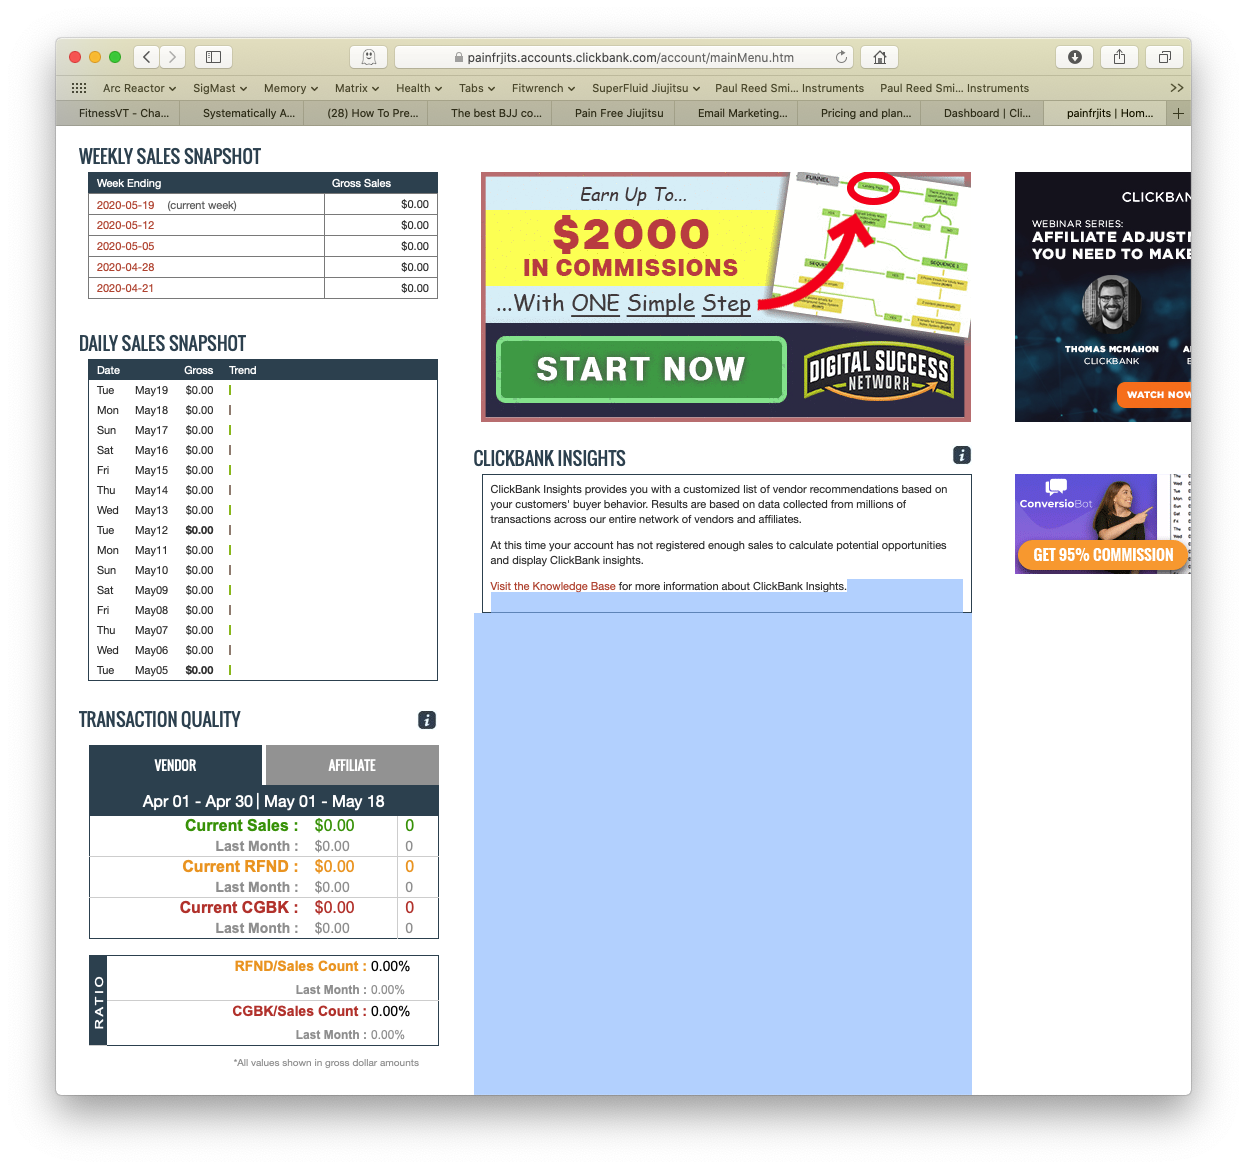 painfrjits.accounts.clickbank.com/account/mainMenu.htm
Arc Reactor SigMast Memory Matrix Health Tabs Fitwrench SuperFluid Jiujitsu Paul Reed Smi... Instruments Paul Reed Smi... Instruments
FitnessVT - Cha... Systematically A... (28) How To Pre... The best BJJ co... Pain Free Jiujitsu Email Marketing... Pricing and plan... Dashboard | Cli... painfrjits | Hom...
WEEKLY SALES SNAPSHOT
Week Ending Gross Sales
2020-05-19 (current week) $0.00
2020-05-12 $0.00
2020-05-05 $0.00
2020-04-28 $0.00
2020-04-21 $0.00
DAILY SALES SNAPSHOT
Date Gross Trend
Tue May19 $0.00
Mon May18 $0.00
Sun May17 $0.00
Sat May16 $0.00
Fri May15 $0.00
Thu May14 $0.00
Wed May13 $0.00
Tue May12 $0.00
Mon May11 $0.00
Sun May10 $0.00
Sat May09 $0.00
Fri May08 $0.00
Thu May07 $0.00
Wed May06 $0.00
Tue May05 $0.00
TRANSACTION QUALITY
VENDOR AFFILIATE
Apr 01 - Apr 30 | May 01 - May 18
Current Sales : $0.00 0
Last Month : $0.00 0
Current RFND : $0.00 0
Last Month : $0.00 0
Current CGBK : $0.00 0
Last Month : $0.00 0
RATIO
RFND/Sales Count : 0.00%
Last Month : 0.00%
CGBK/Sales Count : 0.00%
Last Month : 0.00%
*All values shown in gross dollar amounts
Earn Up To...
$2000
IN COMMISSIONS
...With ONE Simple Step
START NOW
DIGITAL SUCCESS
NETWORK
FUNNEL
YES
NO
SEQUENCE 1
YES
YES
CLICKBANK INSIGHTS
ClickBank Insights provides you with a customized list of vendor recommendations based on
your customers' buyer behavior. Results are based on data collected from millions of
transactions across our entire network of vendors and affiliates.
At this time your account has not registered enough sales to calculate potential opportunities
and display ClickBank insights.
Visit the Knowledge Base for more information about ClickBank Insights.
CLICKBAN
WEBINAR SERIES:
AFFILIATE ADJUSTM
YOU NEED TO MAKE
THOMAS MCMAHON
CLICKBANK
WATCH NOW
ConversioBot
GET 95% COMMISSION